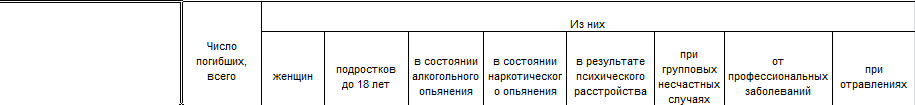 Из них
Число
погибших,
всего
женщин
подростков
до 18 лет
в состоянии
алкогольного
опьянения
в состоянии
наркотическог
о опьянения
в результате
психического
расстройства
при
групповых
несчастных
случаях
от
профессиональных
заболеваний
при
отравлениях